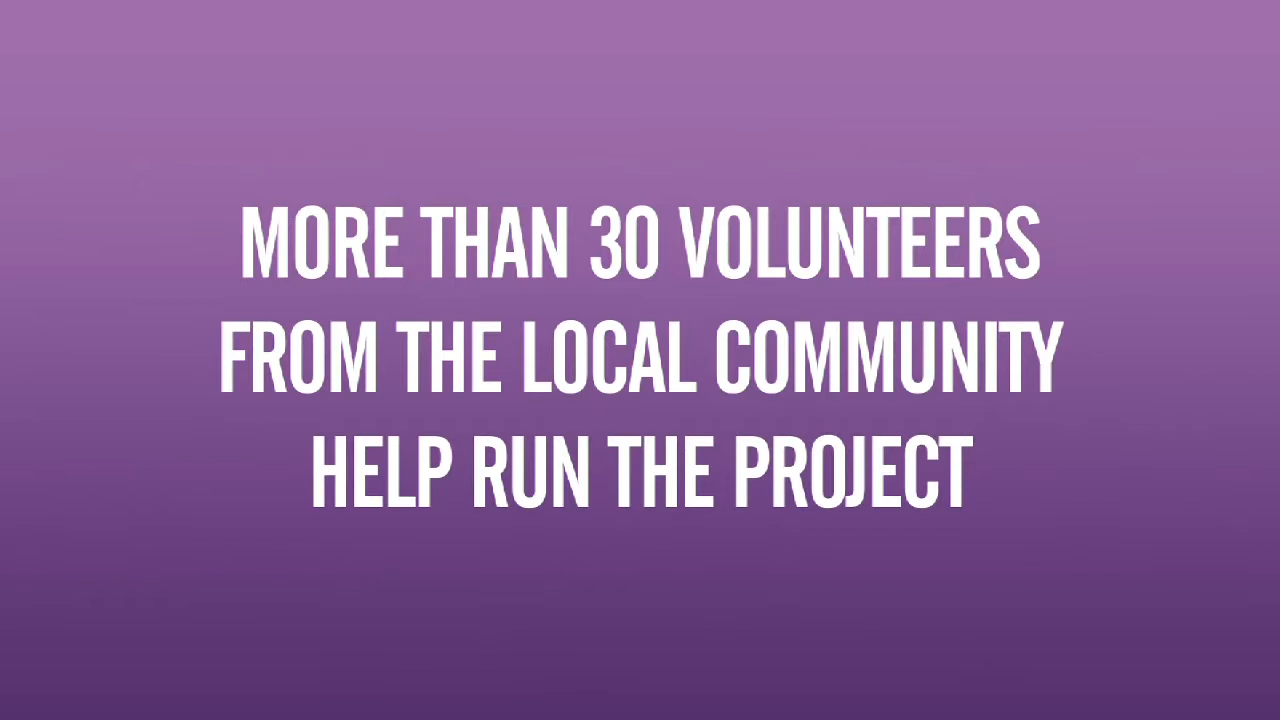 MORE THAN 30 VOLUNTEERS
FROM THE LOCAL COMMUNITY
HELP RUN THE PROJECT